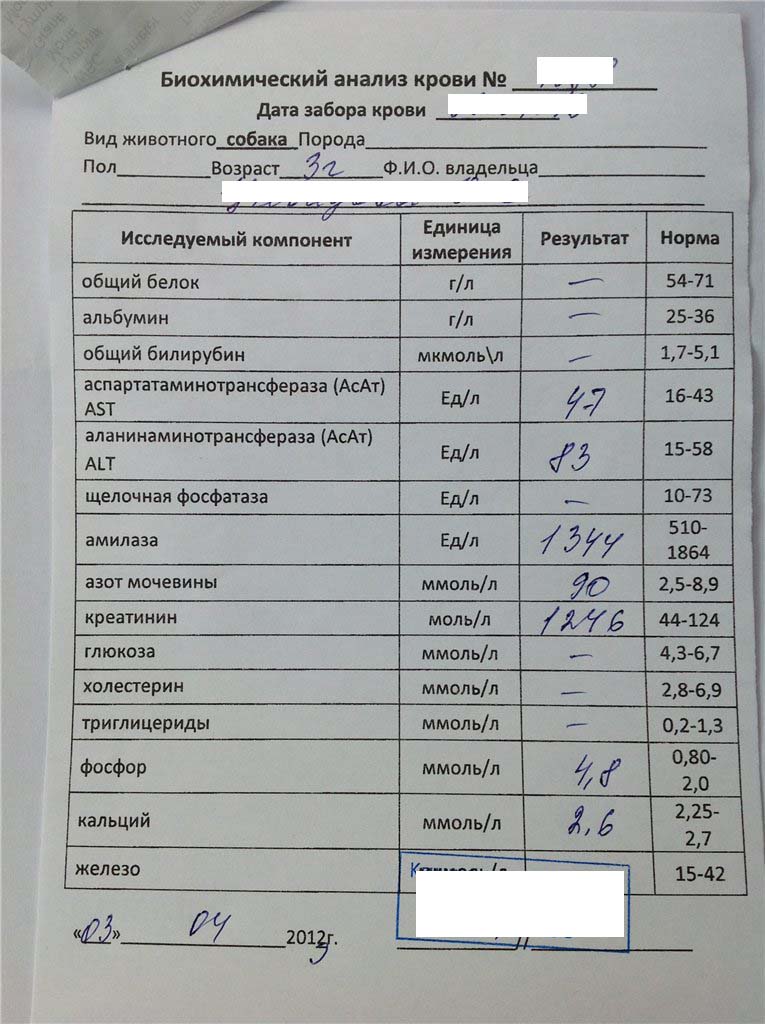 Биохимический анализ крови №
Дата забора крови
Вид животного собака Порода
Пол Возраст 3г Ф.И.О. владельца
Исследуемый компонент Единица измерения Результат Норма
общий белок г/л — 54-71
альбумин г/л — 25-36
общий билирубин мкмоль\л — 1,7-5,1
аспартатаминотрансфераза (АсАт) AST Ед/л 47 16-43
аланинаминотрансфераза (АсАт) ALT Ед/л 83 15-58
щелочная фосфатаза Ед/л — 10-73
амилаза Ед/л 1344 510-1864
азот мочевины ммоль/л 90 2,5-8,9
креатинин моль/л 1246 44-124
глюкоза ммоль/л — 4,3-6,7
холестерин ммоль/л — 2,8-6,9
триглицериды ммоль/л — 0,2-1,3
фосфор ммоль/л 4,8 0,80-2,0
кальций ммоль/л 2,6 2,25-2,7
железо 15-42
«03» 04 2013г.